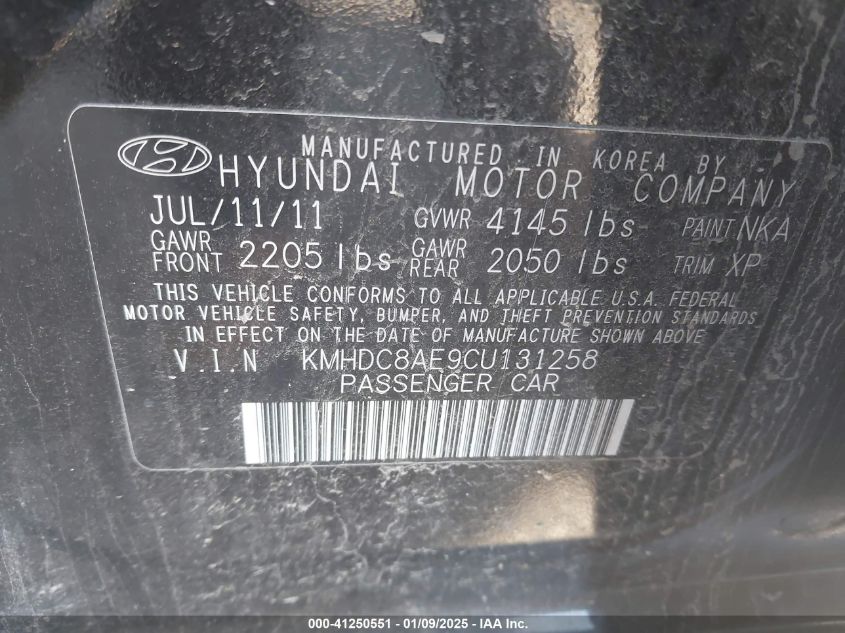 MANUFACTURED IN KOREA BY
HYUNDAI MOTOR COMPANY
JUL/11/11 GVWR 4145 lbs PAINT NKA
GAWR FRONT 2205 lbs GAWR REAR 2050 lbs TRIM XP
THIS VEHICLE CONFORMS TO ALL APPLICABLE U.S.A. FEDERAL
MOTOR VEHICLE SAFETY, BUMPER, AND THEFT PREVENTION STANDARDS
IN EFFECT ON THE DATE OF MANUFACTURE SHOWN ABOVE
V.I.N KMHDC8AE9CU131258
PASSENGER CAR
000-41250551 | 01/09/2025 - IAA Inc.